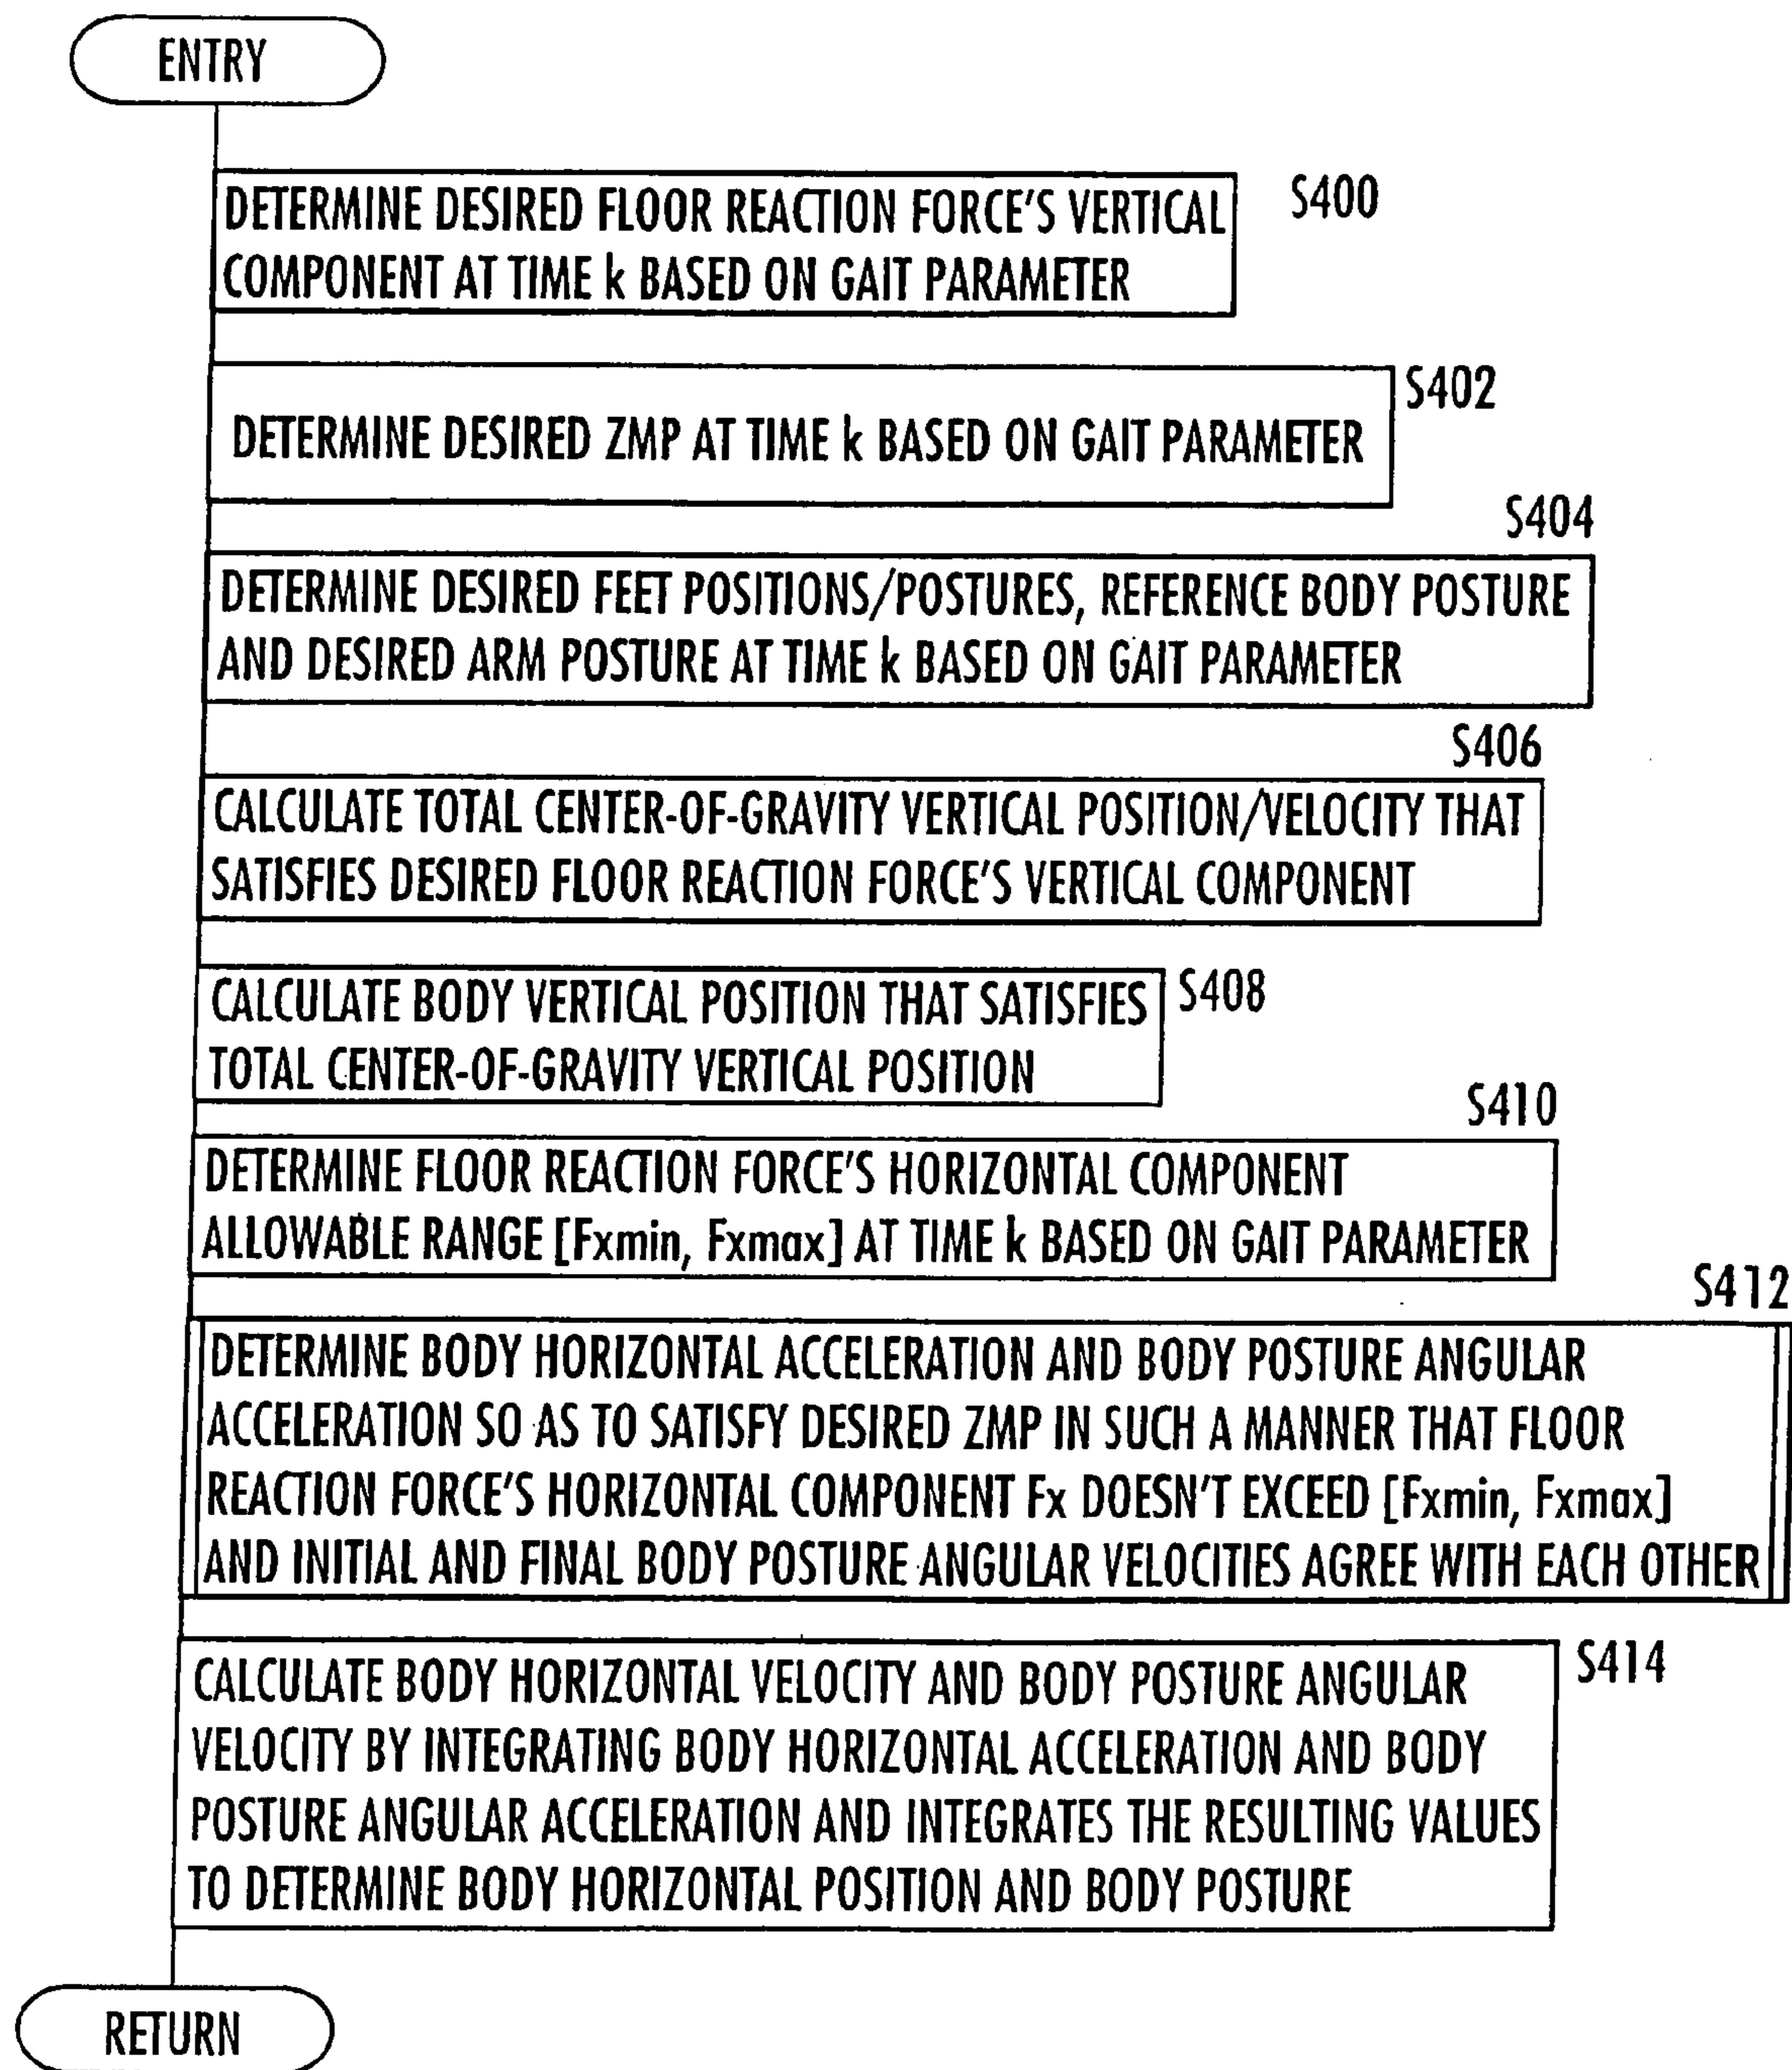 ENTRY
S400
DETERMINE DESIRED FLOOR REACTION FORCE'S VERTICAL
COMPONENT AT TIME k BASED ON GAIT PARAMETER
S402
DETERMINE DESIRED ZMP AT TIME k BASED ON GAIT PARAMETER
S404
DETERMINE DESIRED FEET POSITIONS/POSTURES, REFERENCE BODY POSTURE
AND DESIRED ARM POSTURE AT TIME k BASED ON GAIT PARAMETER
S406
CALCULATE TOTAL CENTER-OF-GRAVITY VERTICAL POSITION/VELOCITY THAT
SATISFIES DESIRED FLOOR REACTION FORCE'S VERTICAL COMPONENT
S408
CALCULATE BODY VERTICAL POSITION THAT SATISFIES
TOTAL CENTER-OF-GRAVITY VERTICAL POSITION
S410
DETERMINE FLOOR REACTION FORCE'S HORIZONTAL COMPONENT
ALLOWABLE RANGE [Fxmin, Fxmax] AT TIME k BASED ON GAIT PARAMETER
S412
DETERMINE BODY HORIZONTAL ACCELERATION AND BODY POSTURE ANGULAR
ACCELERATION SO AS TO SATISFY DESIRED ZMP IN SUCH A MANNER THAT FLOOR
REACTION FORCE'S HORIZONTAL COMPONENT Fx DOESN'T EXCEED [Fxmin, Fxmax]
AND INITIAL AND FINAL BODY POSTURE ANGULAR VELOCITIES AGREE WITH EACH OTHER
S414
CALCULATE BODY HORIZONTAL VELOCITY AND BODY POSTURE ANGULAR
VELOCITY BY INTEGRATING BODY HORIZONTAL ACCELERATION AND BODY
POSTURE ANGULAR ACCELERATION AND INTEGRATES THE RESULTING VALUES
TO DETERMINE BODY HORIZONTAL POSITION AND BODY POSTURE
RETURN